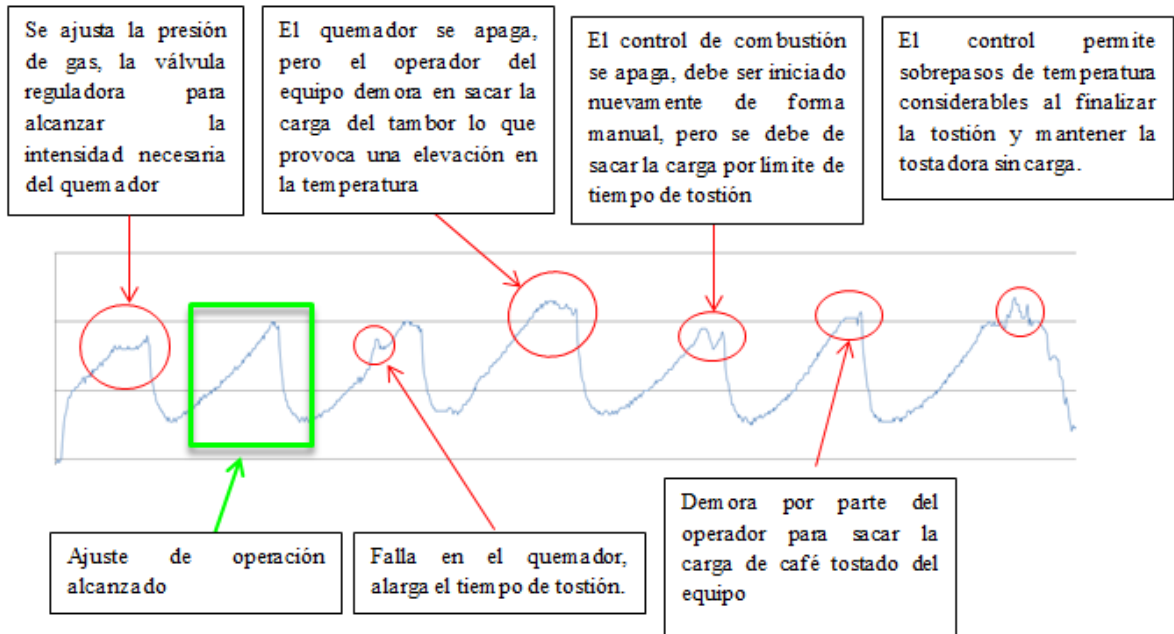 Se ajusta la presión
de gas, la válvula
reguladora para
alcanzar la
intensidad necesaria
del quemador
El quemador se apaga,
pero el operador del
equipo demora en sacar la
carga del tambor lo que
provoca una elevación en
la temperatura
El control de combustión
se apaga, debe ser iniciado
nuevamente de forma
manual, pero se debe de
sacar la carga por límite de
tiempo de tostión
El control permite
sobrepasos de temperatura
considerables al finalizar
la tostión y mantener la
tostadora sin carga.
Ajuste de operación
alcanzado
Falla en el quemador,
alarga el tiempo de tostión.
Demora por parte del
operador para sacar la
carga de café tostado del
equipo